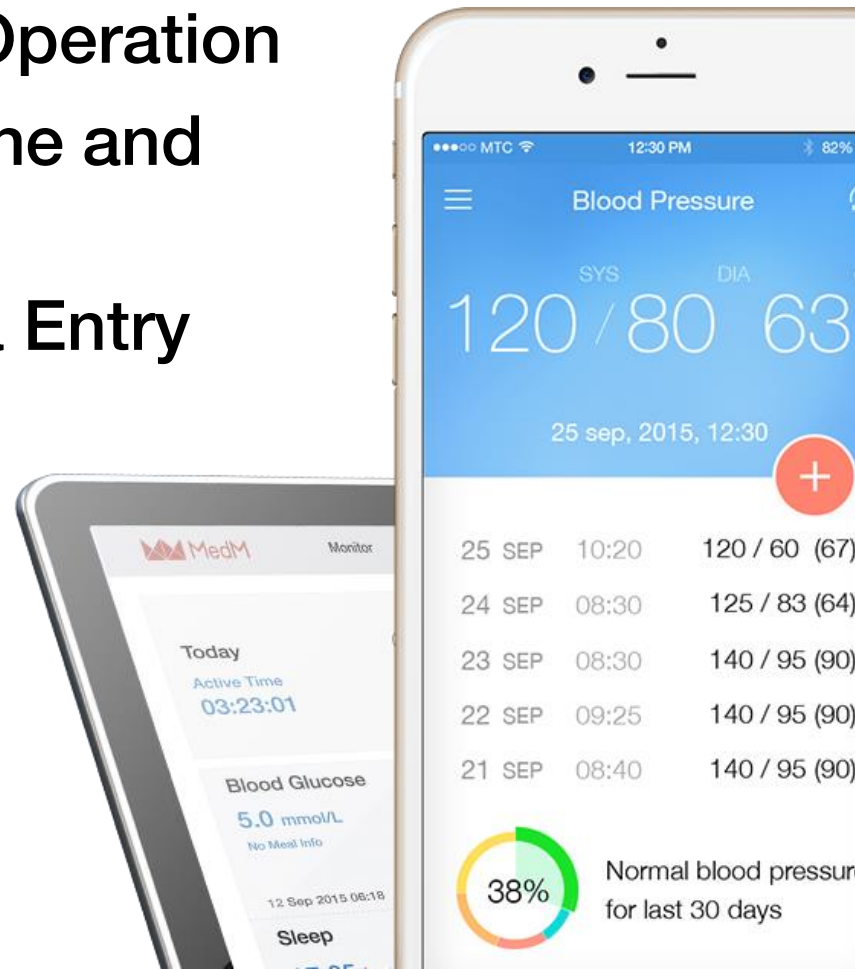 Operation
ne and
Entry
MTC 12:30 PM 82%
Blood Pressure
SYS DIA
120 / 80 63
25 sep, 2015, 12:30
+
25 SEP 10:20 120 / 60 (67)
24 SEP 08:30 125 / 83 (64)
23 SEP 08:30 140 / 95 (90)
22 SEP 09:25 140 / 95 (90)
21 SEP 08:40 140 / 95 (90)
38%
Normal blood pressure
for last 30 days
MedM Monitor
Today
Active Time
03:23:01
Blood Glucose
5.0 mmol/L
No Meal Info
12 Sep 2015 06:18
Sleep